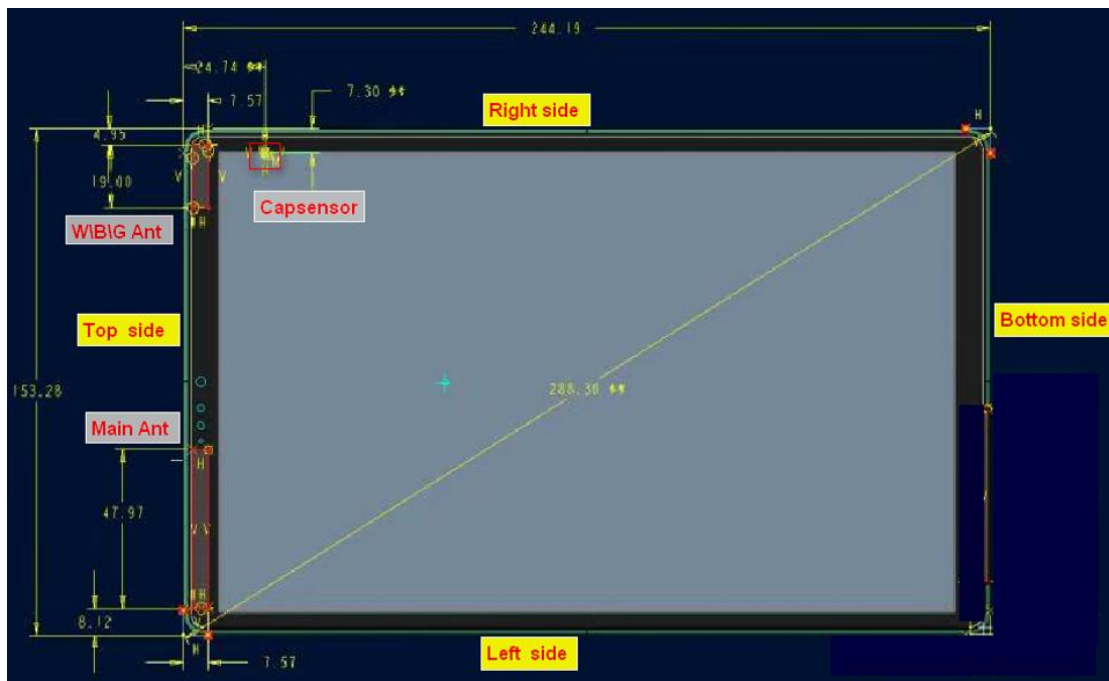 244.19
24.74
7.57
7.30
Right side
H
4.95
V
V
19.00
Capsensor
W\B\G Ant
H
Top side
Bottom side
153.28
288.30
Main Ant
H
47.97
V V
H
8.12
H
7.57
Left side